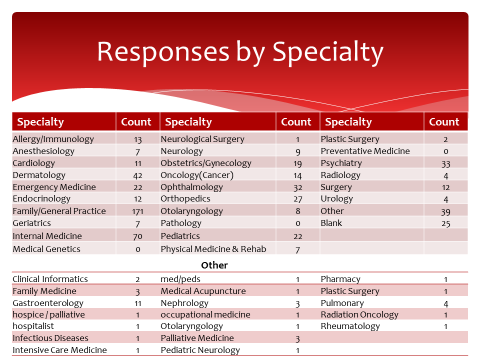 Responses by Specialty
Specialty Count Specialty Count Specialty Count
Allergy/Immunology 13 Neurological Surgery 1 Plastic Surgery 2
Anesthesiology 7 Neurology 9 Preventative Medicine 0
Cardiology 11 Obstetrics/Gynecology 19 Psychiatry 33
Dermatology 42 Oncology(Cancer) 14 Radiology 4
Emergency Medicine 22 Ophthalmology 32 Surgery 12
Endocrinology 12 Orthopedics 27 Urology 4
Family/General Practice 171 Otolaryngology 8 Other 39
Geriatrics 7 Pathology 0 Blank 25
Internal Medicine 70 Pediatrics 22
Medical Genetics 0 Physical Medicine & Rehab 7
Other
Clinical Informatics 2 med/peds 1 Pharmacy 1
Family Medicine 3 Medical Acupuncture 1 Plastic Surgery 1
Gastroenterology 11 Nephrology 3 Pulmonary 4
hospice / palliative 1 occupational medicine 1 Radiation Oncology 1
hospitalist 1 Otolaryngology 1 Rheumatology 1
Infectious Diseases 1 Palliative Medicine 3
Intensive Care Medicine 1 Pediatric Neurology 1